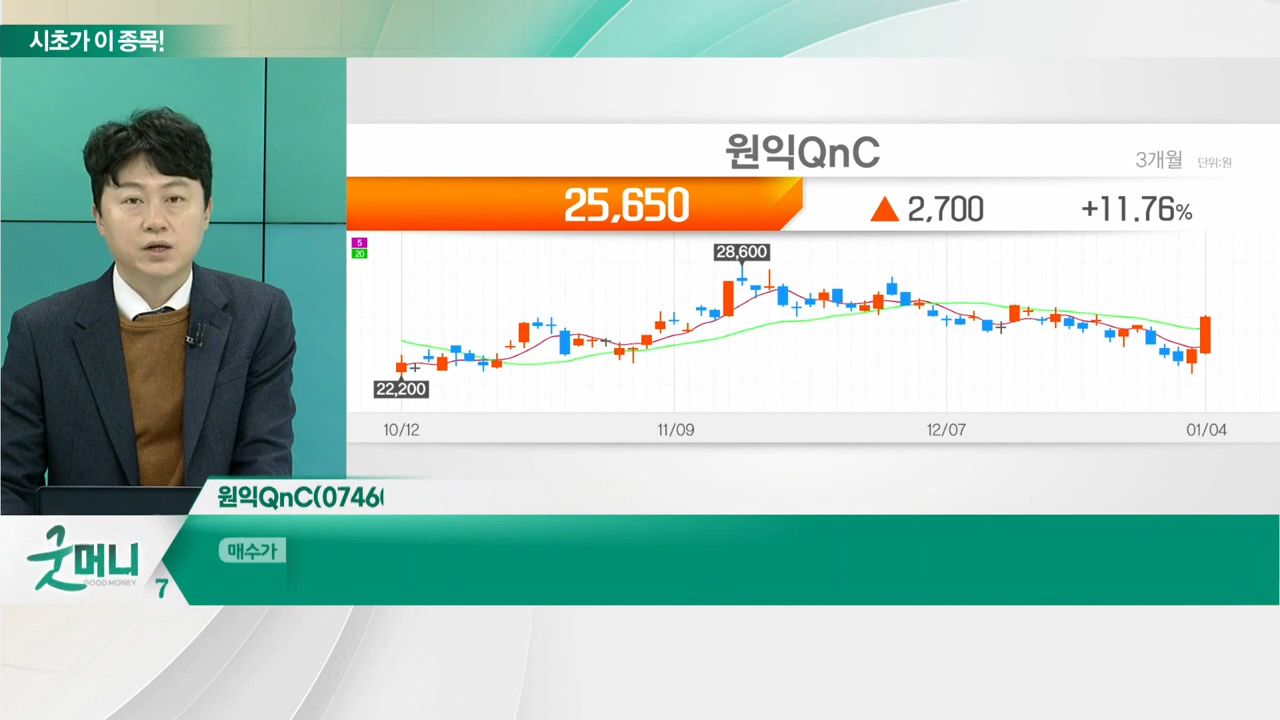 시초가 이 종목!
원익QnC
3개월 단위:원
25,650 ▲ 2,700 +11.76%
5
20
28,600
22,200
10/12 11/09 12/07 01/04
원익QnC(0746
매수가
굿머니
GOOD MONEY
7